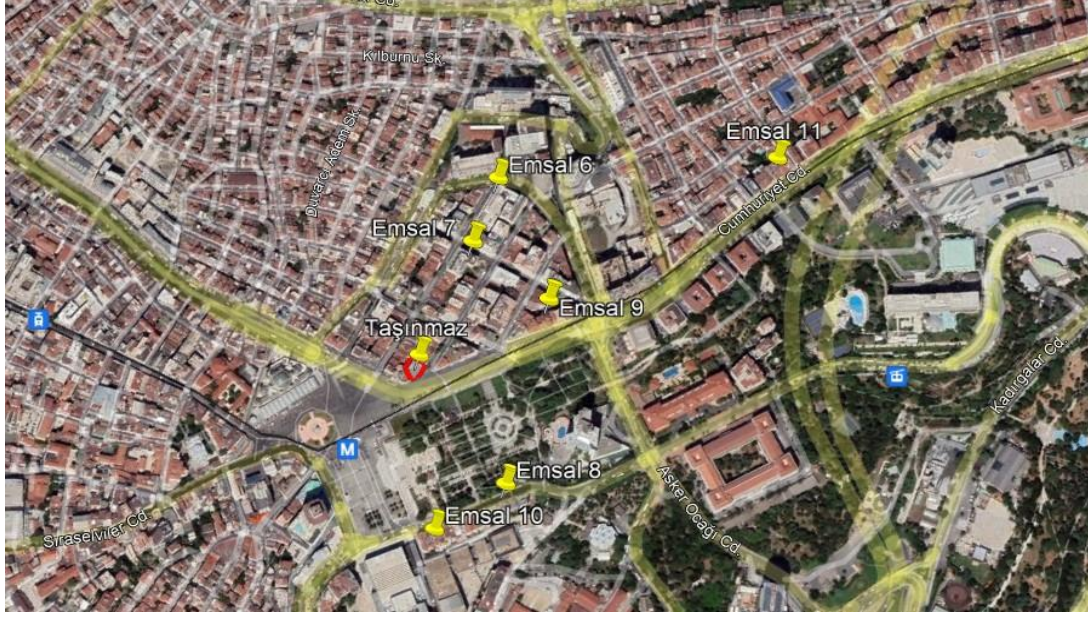 Cd.
Kılburnu Sk.
Duvarcı Adem Sk.
Emsal 11
Emsal 6
Cumhuriyet Cd.
Emsal 7
Emsal 9
Taşınmaz
Kadırgalar Cd.
M
Emsal 8
Emsal 10
Asker Ocağı Cd.
Sıraselviler Cd.